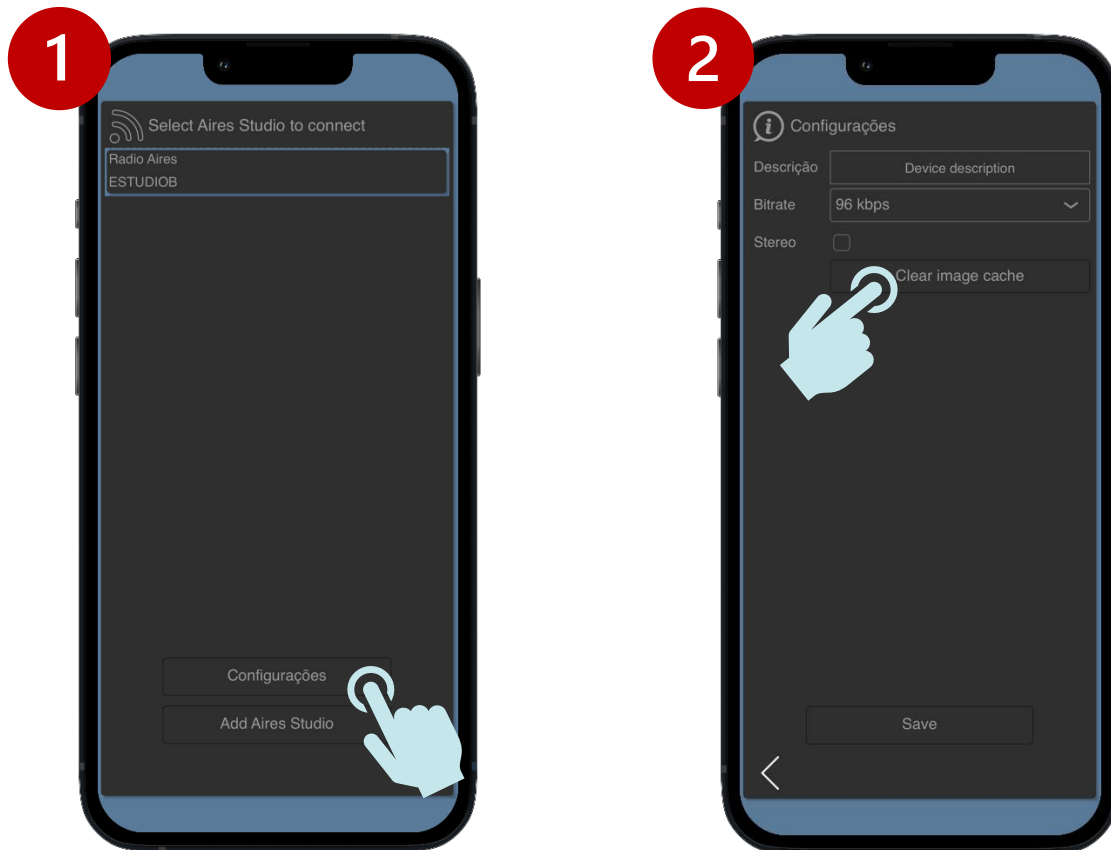 1
Select Aires Studio to connect
Radio Aires
ESTUDIOB
Configurações
Add Aires Studio
2
i
Configurações
Descrição
Device description
Bitrate
96 kbps
Stereo
Clear image cache
Save